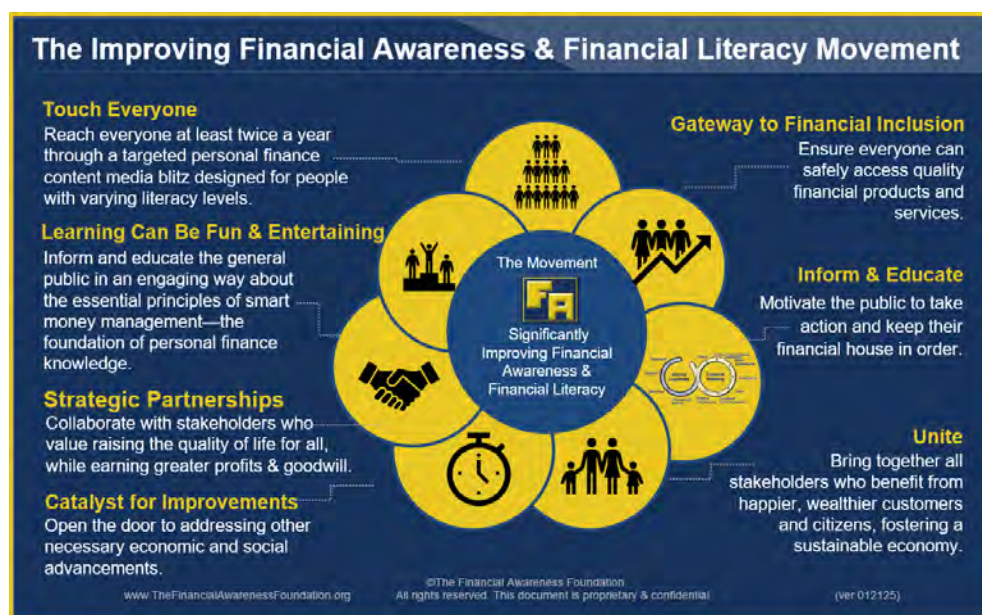 The Improving Financial Awareness & Financial Literacy Movement
Touch Everyone
Reach everyone at least twice a year
through a targeted personal finance
content media blitz designed for people
with varying literacy levels.
Learning Can Be Fun & Entertaining
Inform and educate the general
public in an engaging way about
the essential principles of smart
money management—the
foundation of personal finance
knowledge.
Strategic Partnerships
Collaborate with stakeholders who
value raising the quality of life for all,
while earning greater profits & goodwill.
Catalyst for Improvements
Open the door to addressing other
necessary economic and social
advancements.
The Movement
FA
Significantly
Improving Financial
Awareness &
Financial Literacy
Gateway to Financial Inclusion
Ensure everyone can
safely access quality
financial products and
services.
Inform & Educate
Motivate the public to take
action and keep their
financial house in order.
Unite
Bring together all
stakeholders who benefit from
happier, wealthier customers
and citizens, fostering a
sustainable economy.
www.TheFinancialAwarenessFoundation.org
©The Financial Awareness Foundation
All rights reserved. This document is proprietary & confidential
(ver 012125)